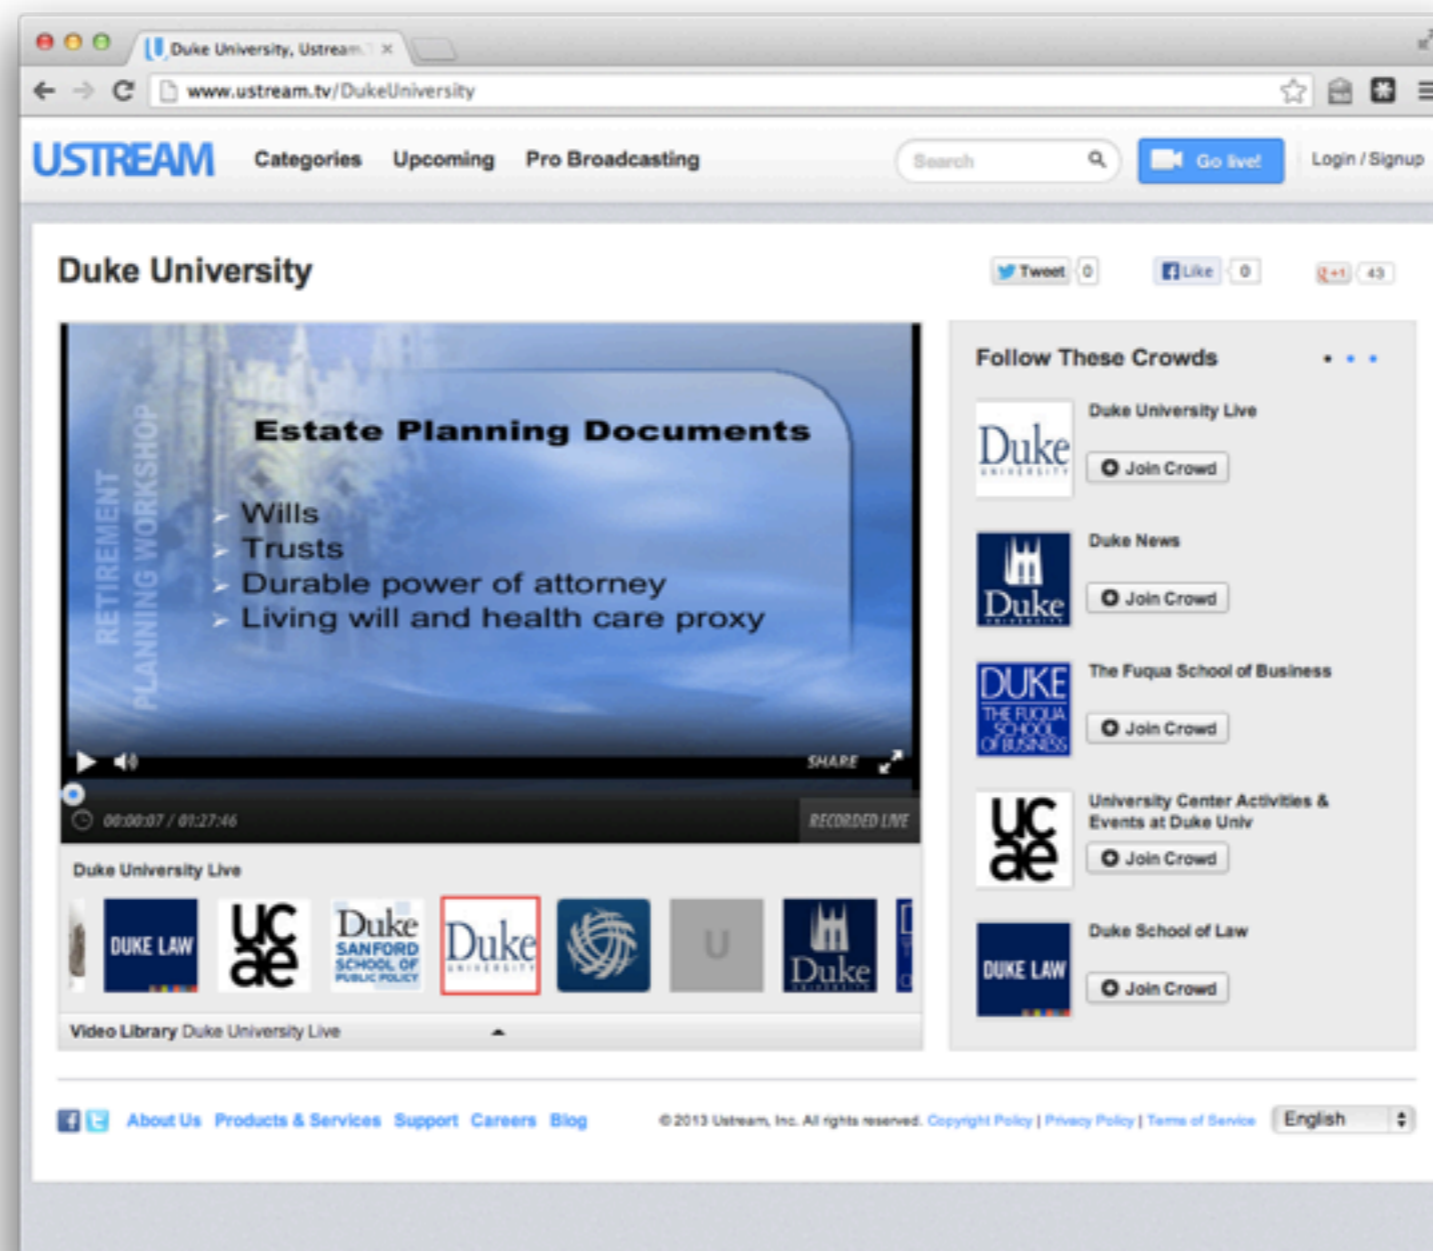 Duke University, Ustream.T
www.ustream.tv/DukeUniversity
USTREAM Categories Upcoming Pro Broadcasting Search Go live! Login / Signup
Duke University
Tweet 0 Like 0 +1 43
RETIREMENT
PLANNING WORKSHOP
Estate Planning Documents
Wills
Trusts
Durable power of attorney
Living will and health care proxy
SHARE
00:00:07 / 01:27:46 RECORDED LIVE
Duke University Live
DUKE LAW
uc
ae
Duke
SANFORD
SCHOOL OF
PUBLIC POLICY
Duke
UNIVERSITY
U
Duke
UNIVERSITY
Video Library Duke University Live
Follow These Crowds
Duke
UNIVERSITY
Duke University Live
Join Crowd
Duke
UNIVERSITY
Duke News
Join Crowd
DUKE
THE FUQUA
SCHOOL
OF BUSINESS
The Fuqua School of Business
Join Crowd
uc
ae
University Center Activities &
Events at Duke Univ
Join Crowd
DUKE LAW
Duke School of Law
Join Crowd
About Us Products & Services Support Careers Blog © 2013 Ustream, Inc. All rights reserved. Copyright Policy | Privacy Policy | Terms of Service English